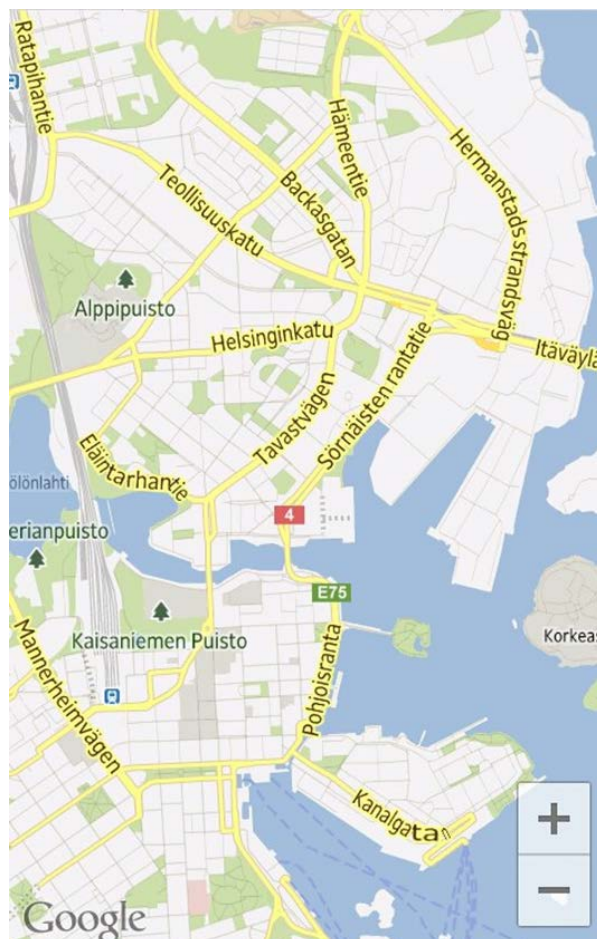 Ratapihantie
Hämeentie
Hermanstads strandsväg
Teollisuuskatu
Backasgatan
Alppipuisto
Helsinginkatu
Itäväylä
Tavastvägen
Sörnäisten rantatie
Eläintarhantie
ölönlahti
4
erianpuisto
E75
Kaisaniemen Puisto
Korkeas
Mannerheimvägen
Pohjoisranta
Kanalgatan
+
−
Google